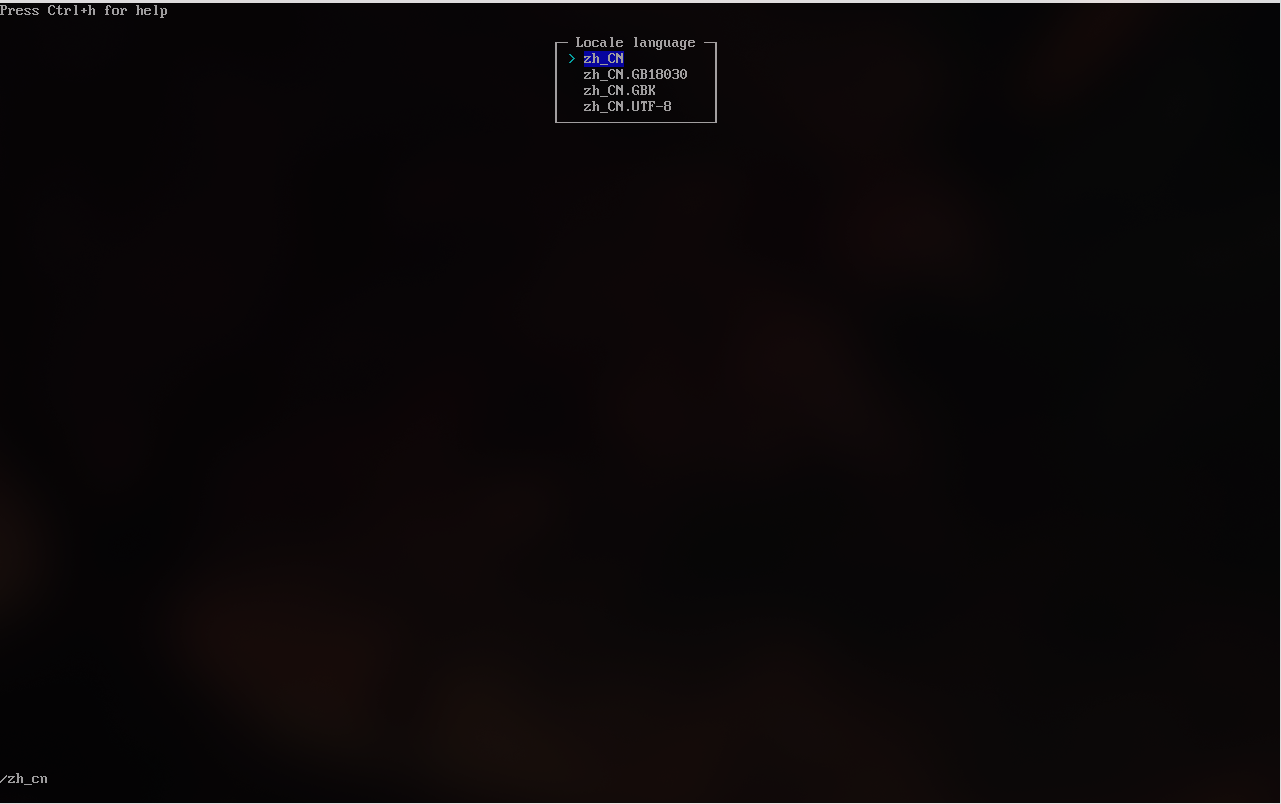 Press Ctrl+h for help
Locale language
> zh_CN
zh_CN.GB18030
zh_CN.GBK
zh_CN.UTF-8
/zh_cn